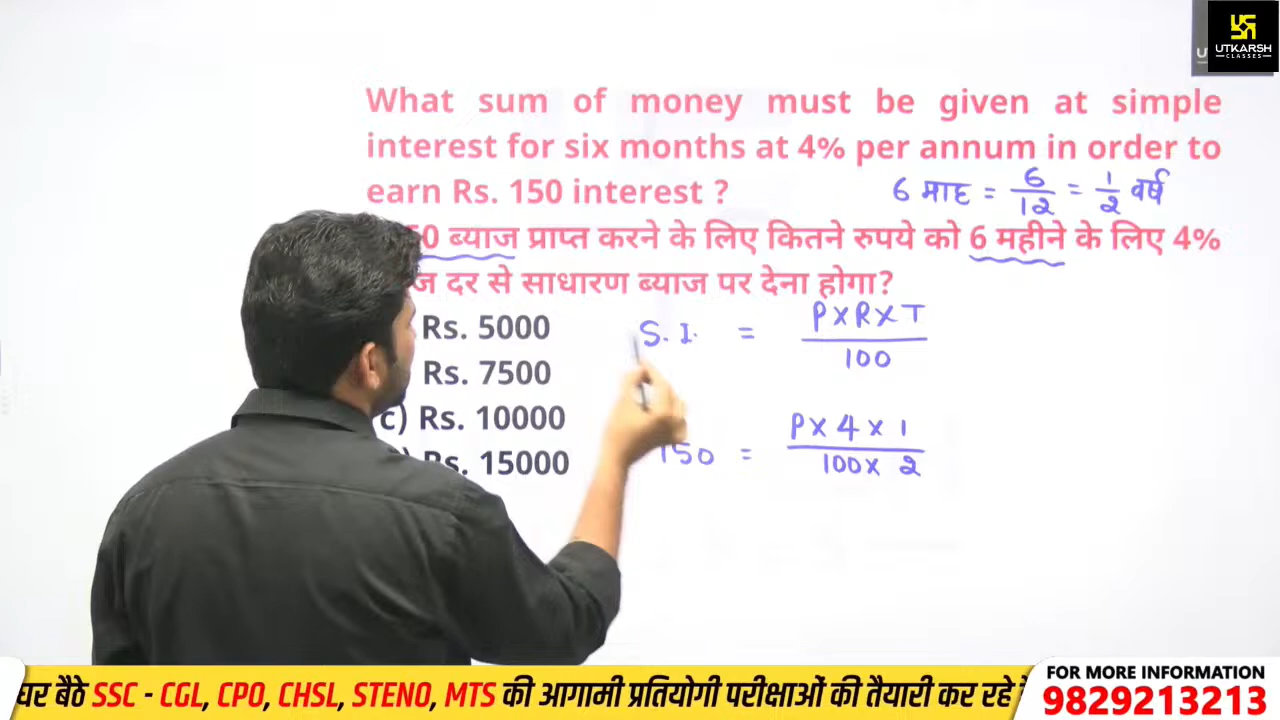 UTKARSH
CLASSES
What sum of money must be given at simple
interest for six months at 4% per annum in order to
earn Rs. 150 interest ?
6 माह = 6/12 = 1/2 वर्ष
50 ब्याज प्राप्त करने के लिए कितने रुपये को 6 महीने के लिए 4%
दर से साधारण ब्याज पर देना होगा?
Rs. 5000
S. I. = P×R×T/100
Rs. 7500
c) Rs. 10000
Rs. 15000
150 = P× 4 × 1/100× 2
घर बैठे SSC - CGL, CPO, CHSL, STENO, MTS की आगामी प्रतियोगी परीक्षाओं की तैयारी कर रहे
FOR MORE INFORMATION
9829213213